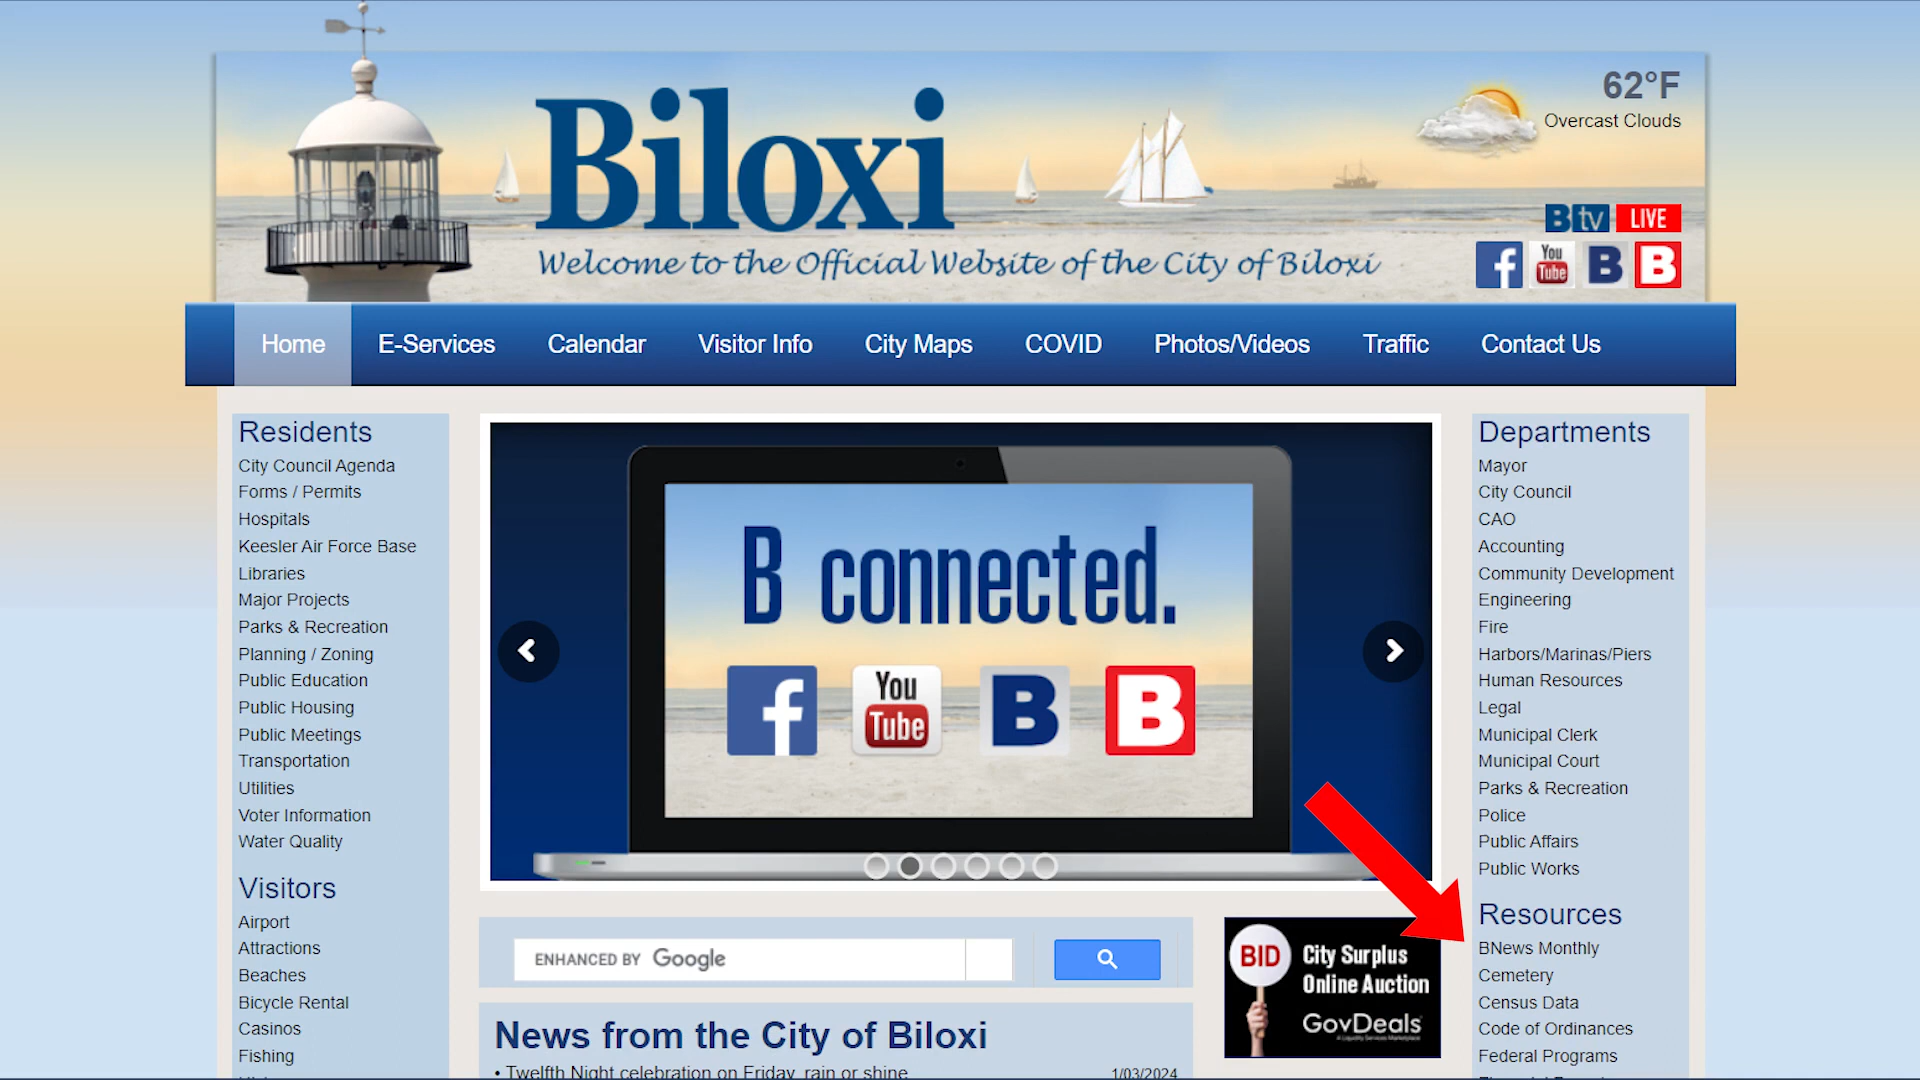 Biloxi
Welcome to the Official Website of the City of Biloxi
62°F
Overcast Clouds
Btv LIVE
f You Tube B B
Home E-Services Calendar Visitor Info City Maps COVID Photos/Videos Traffic Contact Us
Residents
City Council Agenda
Forms / Permits
Hospitals
Keesler Air Force Base
Libraries
Major Projects
Parks & Recreation
Planning / Zoning
Public Education
Public Housing
Public Meetings
Transportation
Utilities
Voter Information
Water Quality
Visitors
Airport
Attractions
Beaches
Bicycle Rental
Casinos
Fishing
B connected.
f You Tube B B
ENHANCED BY Google
News from the City of Biloxi
• Twelfth Night celebration on Friday, rain or shine 1/03/2024
BID
City Surplus
Online Auction
GovDeals
A Liquidity Services Marketplace
Departments
Mayor
City Council
CAO
Accounting
Community Development
Engineering
Fire
Harbors/Marinas/Piers
Human Resources
Legal
Municipal Clerk
Municipal Court
Parks & Recreation
Police
Public Affairs
Public Works
Resources
BNews Monthly
Cemetery
Census Data
Code of Ordinances
Federal Programs